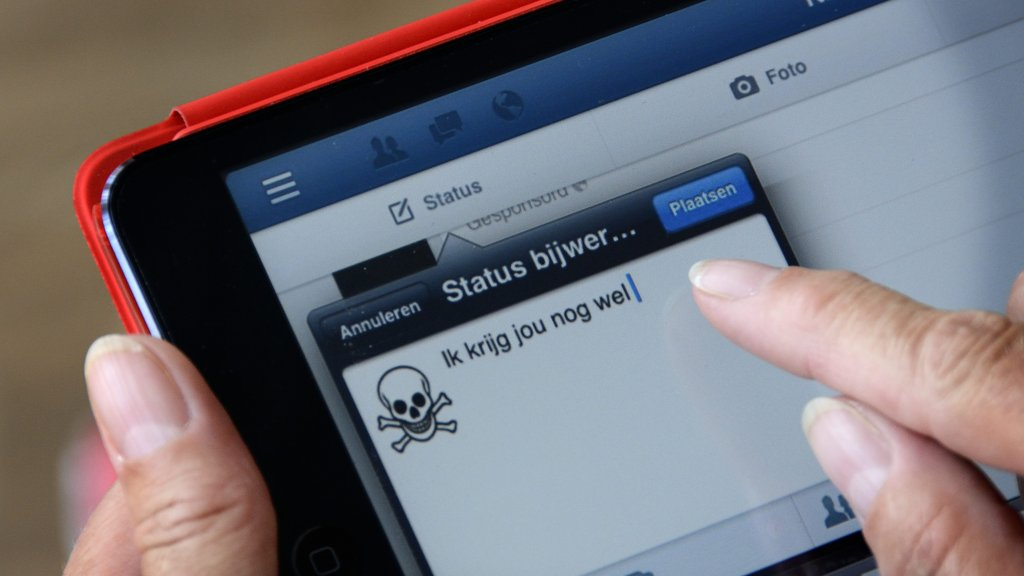 Foto
Status
Gesponsord
Annuleren
Status bijwer...
Plaatsen
Ik krijg jou nog wel